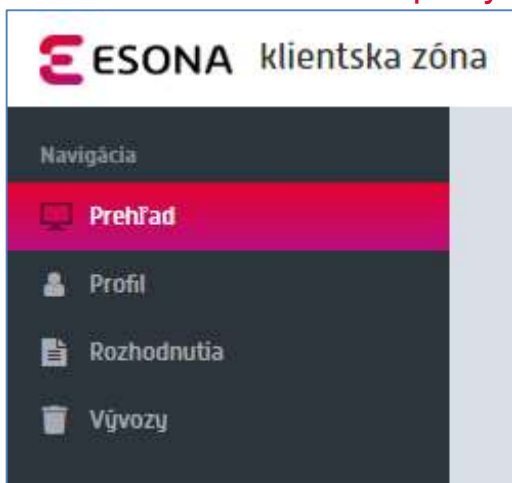 ESONA klientska zóna
Navigácia
Prehľad
Profil
Rozhodnutia
Vývozy